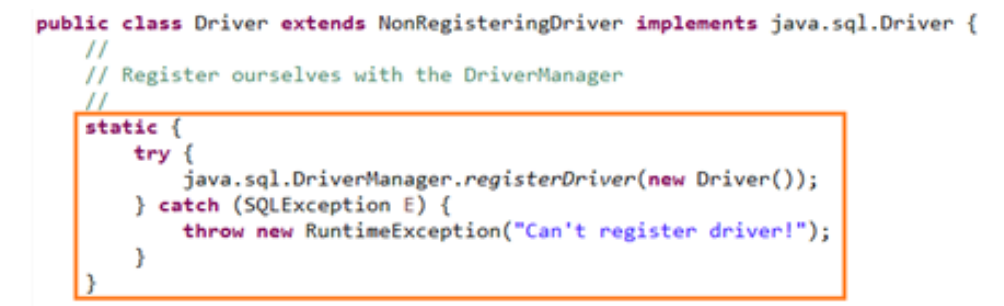 public class Driver extends NonRegisteringDriver implements java.sql.Driver {
//
// Register ourselves with the DriverManager
//
static {
try {
java.sql.DriverManager.registerDriver(new Driver());
} catch (SQLException E) {
throw new RuntimeException("Can't register driver!");
}
}